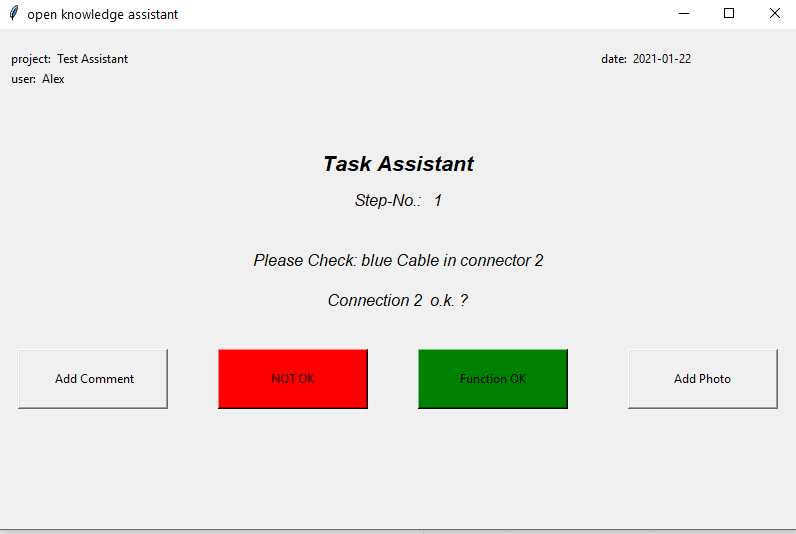 open knowledge assistant
project: Test Assistant
date: 2021-01-22
user: Alex
Task Assistant
Step-No.: 1
Please Check: blue Cable in connector 2
Connection 2 o.k. ?
Add Comment
NOT OK
Function OK
Add Photo